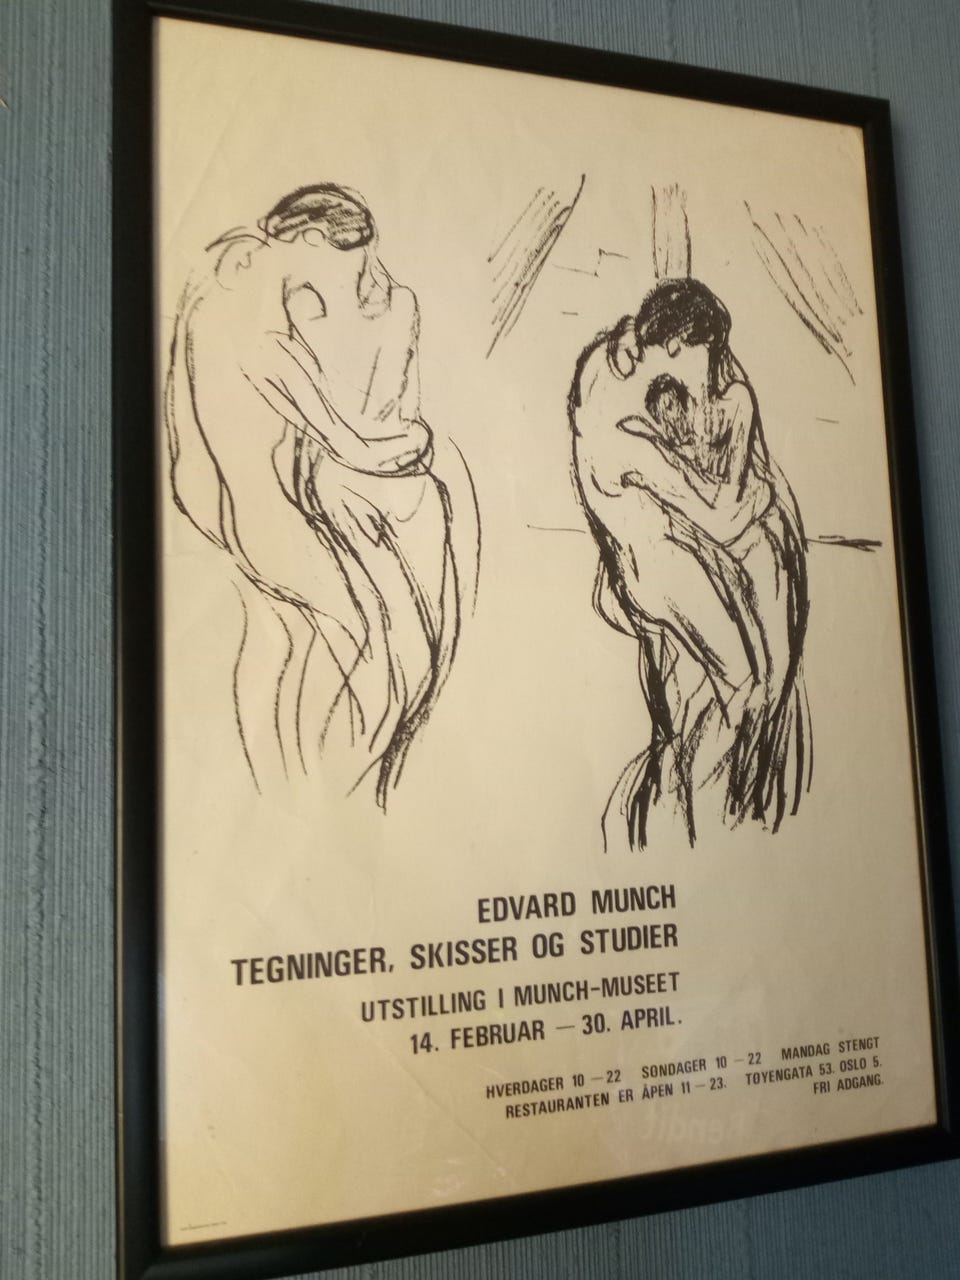 EDVARD MUNCH
TEGNINGER, SKISSER OG STUDIER
UTSTILLING I MUNCH-MUSEET
14. FEBRUAR — 30. APRIL.
HVERDAGER 10 — 22 SØNDAGER 10 — 22 MANDAG STENGT
RESTAURANTEN ER ÅPEN 11 — 23. TØYENGATA 53. OSLO 5.
FRI ADGANG.